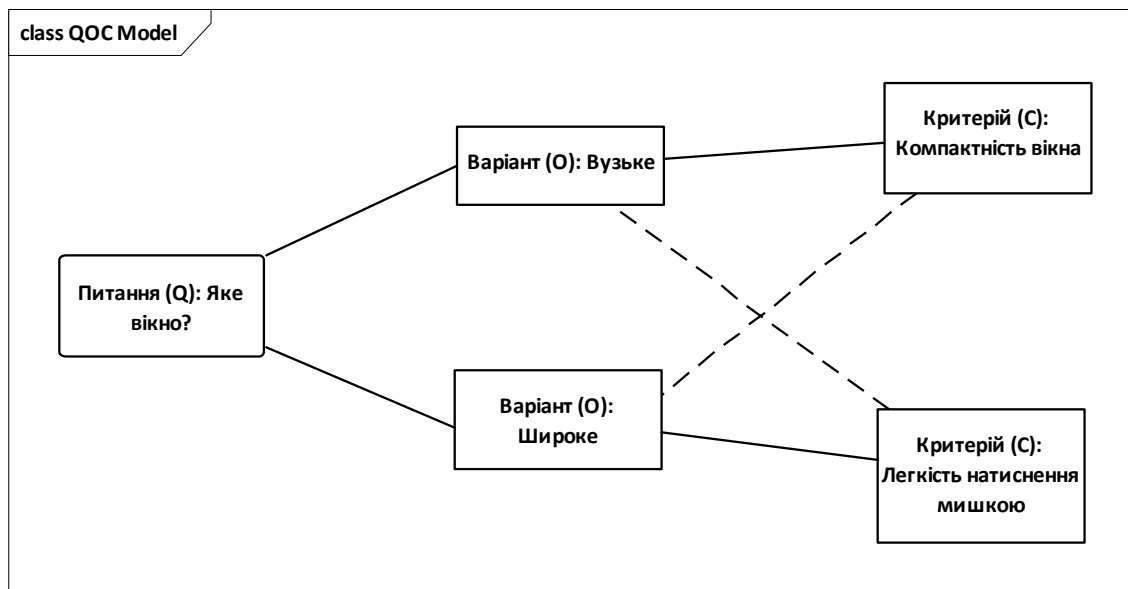 class QOC Model
Варіант (O): Вузьке
Критерій (C):
Компактність вікна
Питання (Q): Яке
вікно?
Варіант (O):
Широке
Критерій (C):
Легкість натиснення
мишкою